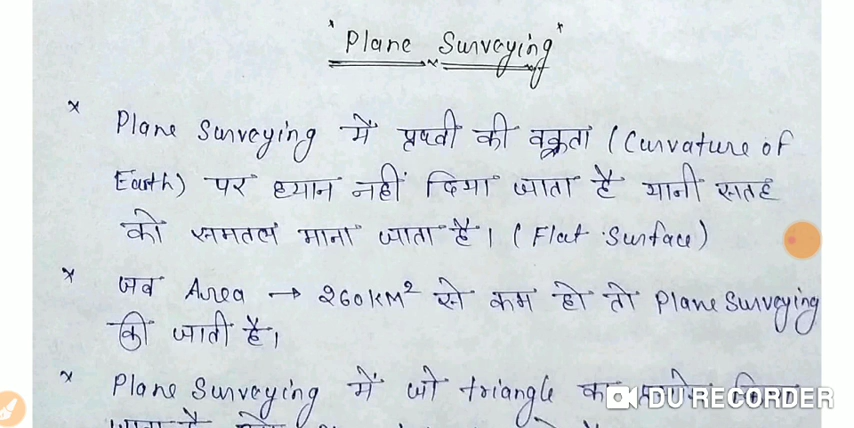 "Plane Surveying"
× Plane Surveying में प्रथ्वी की वक्रता (Curvature of
Earth) पर ध्यान नहीं दिया जाता है यानी सतह
को समतल माना जाता है। (Flat Surface)
× जब Area → 260 KM² से कम हो तो Plane Surveying
की जाती है।
× Plane Surveying में जो triangle का
DU RECORDER